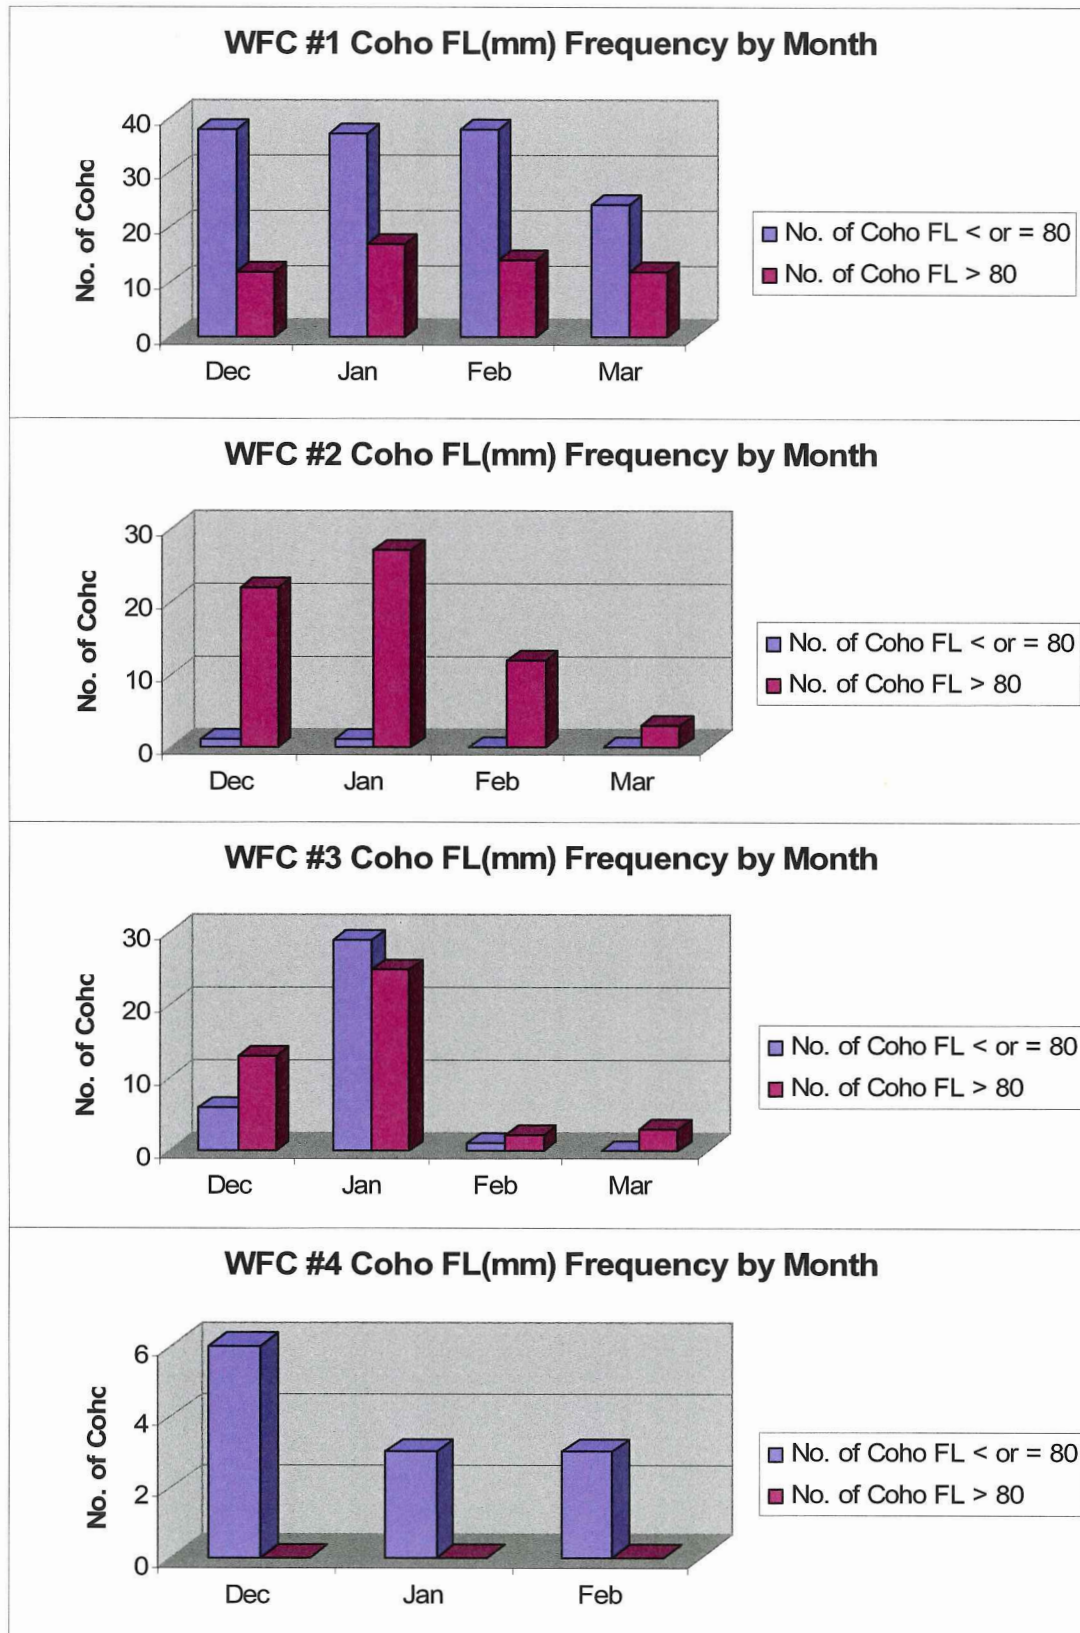 WFC #1 Coho FL(mm) Frequency by Month
No. of Coho
40
30
20
10
0
Dec Jan Feb Mar
No. of Coho FL < or = 80
No. of Coho FL > 80
WFC #2 Coho FL(mm) Frequency by Month
No. of Coho
30
20
10
0
Dec Jan Feb Mar
No. of Coho FL < or = 80
No. of Coho FL > 80
WFC #3 Coho FL(mm) Frequency by Month
No. of Coho
30
20
10
0
Dec Jan Feb Mar
No. of Coho FL < or = 80
No. of Coho FL > 80
WFC #4 Coho FL(mm) Frequency by Month
No. of Coho
6
4
2
0
Dec Jan Feb
No. of Coho FL < or = 80
No. of Coho FL > 80